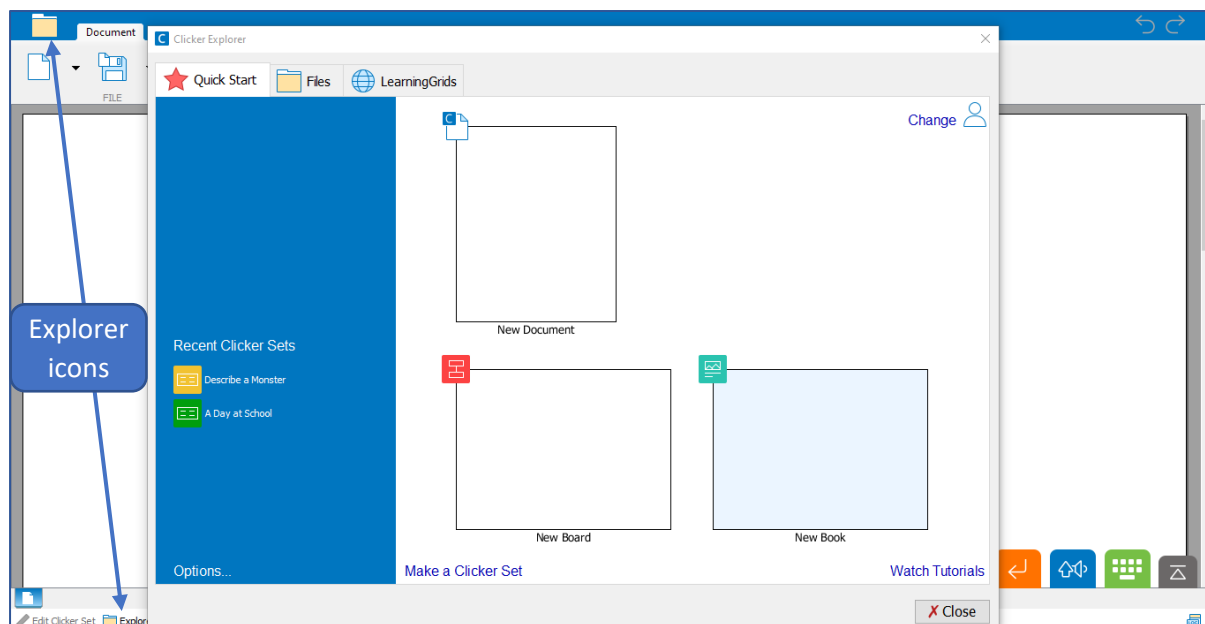 Document
C Clicker Explorer
Quick Start Files LearningGrids
FILE
C
Change
New Document
Explorer
icons
Recent Clicker Sets
Describe a Monster
A Day at School
New Board New Book
Options... Make a Clicker Set Watch Tutorials
✗ Close
Edit Clicker Set Explor